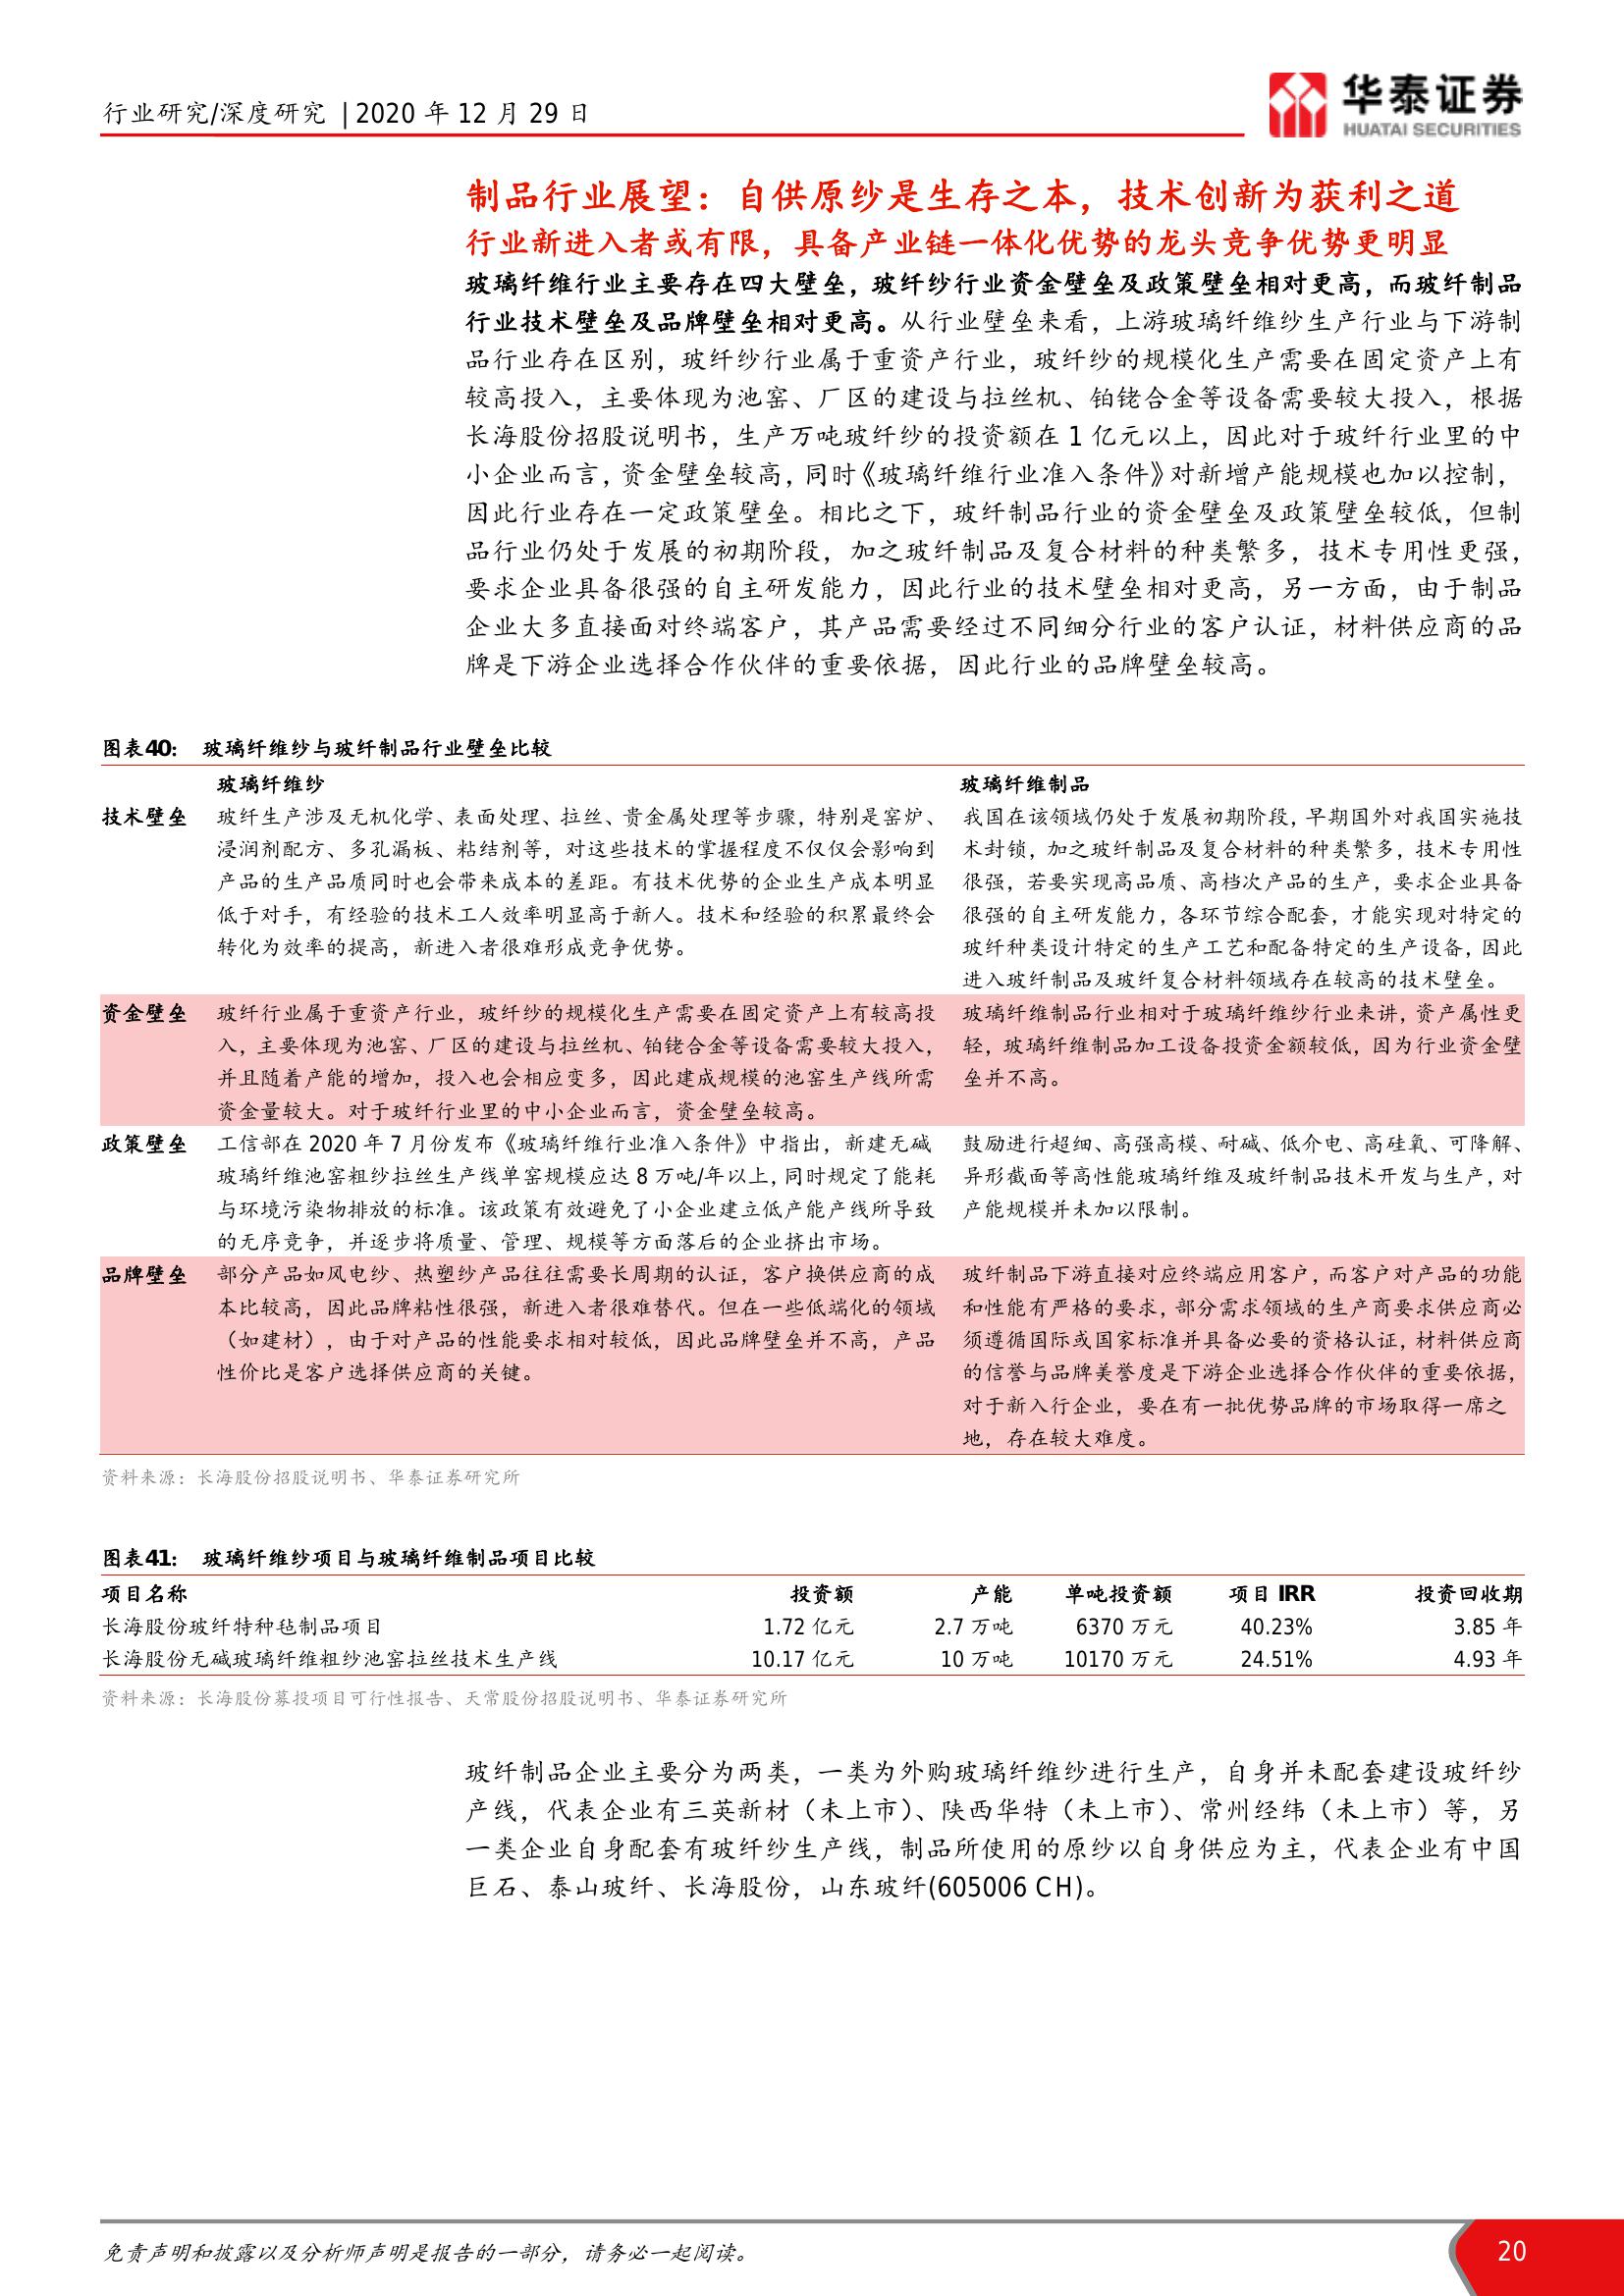 行业研究/深度研究 | 2020 年 12 月 29 日
华泰证券
HUATAI SECURITIES
制品行业展望：自供原纱是生存之本，技术创新为获利之道
行业新进入者或有限，具备产业链一体化优势的龙头竞争优势更明显
玻璃纤维行业主要存在四大壁垒，玻纤纱行业资金壁垒及政策壁垒相对更高，而玻纤制品
行业技术壁垒及品牌壁垒相对更高。从行业壁垒来看，上游玻璃纤维纱生产行业与下游制
品行业存在区别，玻纤纱行业属于重资产行业，玻纤纱的规模化生产需要在固定资产上有
较高投入，主要体现为池窑、厂区的建设与拉丝机、铂铑合金等设备需要较大投入，根据
长海股份招股说明书，生产万吨玻纤纱的投资额在 1 亿元以上，因此对于玻纤行业里的中
小企业而言，资金壁垒较高，同时《玻璃纤维行业准入条件》对新增产能规模也加以控制，
因此行业存在一定政策壁垒。相比之下，玻纤制品行业的资金壁垒及政策壁垒较低，但制
品行业仍处于发展的初期阶段，加之玻纤制品及复合材料的种类繁多，技术专用性更强，
要求企业具备很强的自主研发能力，因此行业的技术壁垒相对更高，另一方面，由于制品
企业大多直接面对终端客户，其产品需要经过不同细分行业的客户认证，材料供应商的品
牌是下游企业选择合作伙伴的重要依据，因此行业的品牌壁垒较高。
图表40： 玻璃纤维纱与玻纤制品行业壁垒比较
玻璃纤维纱 玻璃纤维制品
技术壁垒 玻纤生产涉及无机化学、表面处理、拉丝、贵金属处理等步骤，特别是窑炉、
浸润剂配方、多孔漏板、粘结剂等，对这些技术的掌握程度不仅仅会影响到
产品的生产品质同时也会带来成本的差距。有技术优势的企业生产成本明显
低于对手，有经验的技术工人效率明显高于新人。技术和经验的积累最终会
转化为效率的提高，新进入者很难形成竞争优势。
我国在该领域仍处于发展初期阶段，早期国外对我国实施技
术封锁，加之玻纤制品及复合材料的种类繁多，技术专用性
很强，若要实现高品质、高档次产品的生产，要求企业具备
很强的自主研发能力，各环节综合配套，才能实现对特定的
玻纤种类设计特定的生产工艺和配备特定的生产设备，因此
进入玻纤制品及玻纤复合材料领域存在较高的技术壁垒。
资金壁垒 玻纤行业属于重资产行业，玻纤纱的规模化生产需要在固定资产上有较高投
入，主要体现为池窑、厂区的建设与拉丝机、铂铑合金等设备需要较大投入，
并且随着产能的增加，投入也会相应变多，因此建成规模的池窑生产线所需
资金量较大。对于玻纤行业里的中小企业而言，资金壁垒较高。
玻璃纤维制品行业相对于玻璃纤维纱行业来讲，资产属性更
轻，玻璃纤维制品加工设备投资金额较低，因为行业资金壁
垒并不高。
政策壁垒 工信部在 2020 年 7 月份发布《玻璃纤维行业准入条件》中指出，新建无碱
玻璃纤维池窑粗纱拉丝生产线单窑规模应达 8 万吨/年以上，同时规定了能耗
与环境污染物排放的标准。该政策有效避免了小企业建立低产能产线所导致
的无序竞争，并逐步将质量、管理、规模等方面落后的企业挤出市场。
鼓励进行超细、高强高模、耐碱、低介电、高硅氧、可降解、
异形截面等高性能玻璃纤维及玻纤制品技术开发与生产，对
产能规模并未加以限制。
品牌壁垒 部分产品如风电纱、热塑纱产品往往需要长周期的认证，客户换供应商的成
本比较高，因此品牌粘性很强，新进入者很难替代。但在一些低端化的领域
（如建材），由于对产品的性能要求相对较低，因此品牌壁垒并不高，产品
性价比是客户选择供应商的关键。
玻纤制品下游直接对应终端应用客户，而客户对产品的功能
和性能有严格的要求，部分需求领域的生产商要求供应商必
须遵循国际或国家标准并具备必要的资格认证，材料供应商
的信誉与品牌美誉度是下游企业选择合作伙伴的重要依据，
对于新入行企业，要在有一批优势品牌的市场取得一席之
地，存在较大难度。
资料来源：长海股份招股说明书、华泰证券研究所
图表41： 玻璃纤维纱项目与玻璃纤维制品项目比较
项目名称 投资额 产能 单吨投资额 项目 IRR 投资回收期
长海股份玻纤特种毡制品项目 1.72 亿元 2.7 万吨 6370 万元 40.23% 3.85 年
长海股份无碱玻璃纤维粗纱池窑拉丝技术生产线 10.17 亿元 10 万吨 10170 万元 24.51% 4.93 年
资料来源：长海股份募投项目可行性报告、天常股份招股说明书、华泰证券研究所
玻纤制品企业主要分为两类，一类为外购玻璃纤维纱进行生产，自身并未配套建设玻纤纱
产线，代表企业有三英新材（未上市）、陕西华特（未上市）、常州经纬（未上市）等，另
一类企业自身配套有玻纤纱生产线，制品所使用的原纱以自身供应为主，代表企业有中国
巨石、泰山玻纤、长海股份，山东玻纤(605006 CH)。
免责声明和披露以及分析师声明是报告的一部分，请务必一起阅读。
20